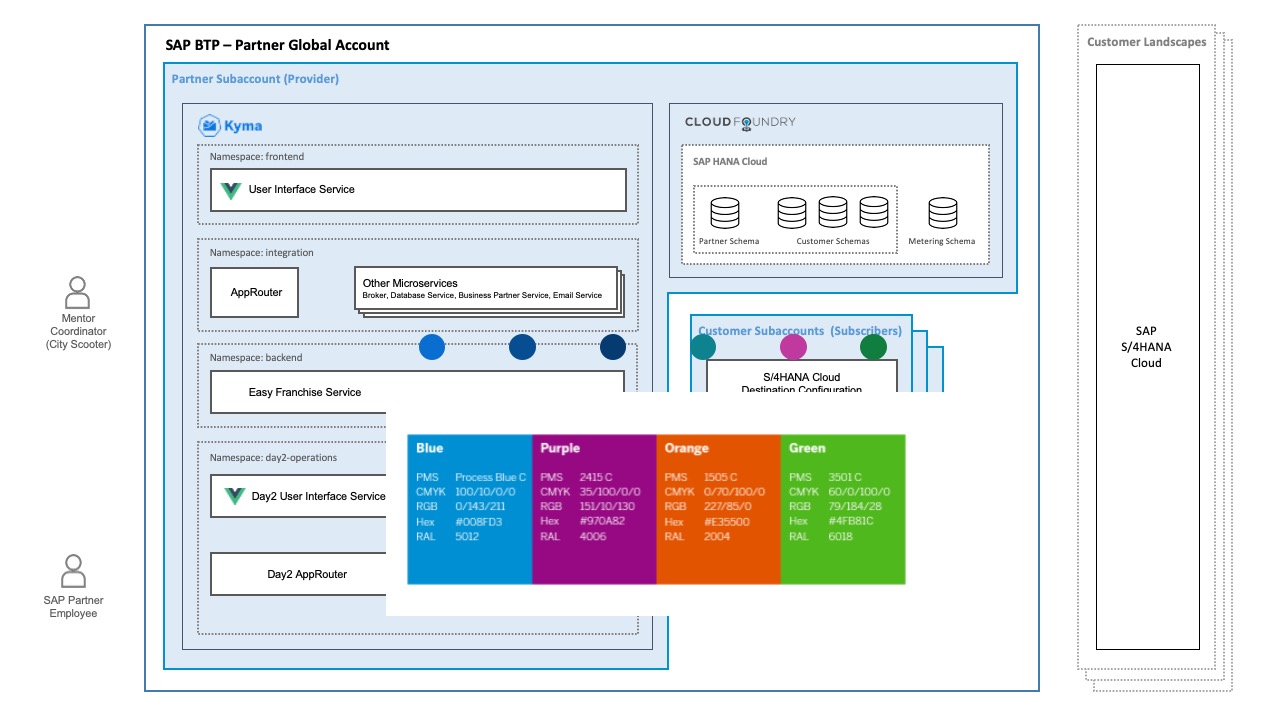 SAP BTP – Partner Global Account
Customer Landscapes
Partner Subaccount (Provider)
Kyma
CLOUD FOUNDRY
Namespace: frontend
User Interface Service
SAP HANA Cloud
Partner Schema
Customer Schemas
Metering Schema
Namespace: integration
AppRouter
Other Microservices
Broker, Database Service, Business Partner Service, Email Service
Mentor
Coordinator
(City Scooter)
Customer Subaccounts (Subscribers)
SAP
S/4HANA
Cloud
Namespace: backend
Easy Franchise Service
S/4HANA Cloud
Destination Configuration
Namespace: day2-operations
Day2 User Interface Service
Day2 AppRouter
SAP Partner
Employee
Blue
PMS Process Blue C
CMYK 100/10/0/0
RGB 0/143/211
Hex #008FD3
RAL 5012
Purple
PMS 2415 C
CMYK 35/100/0/0
RGB 151/10/130
Hex #970A82
RAL 4006
Orange
PMS 1505 C
CMYK 0/70/100/0
RGB 227/85/0
Hex #E35500
RAL 2004
Green
PMS 3501 C
CMYK 60/0/100/0
RGB 79/184/28
Hex #4FB81C
RAL 6018